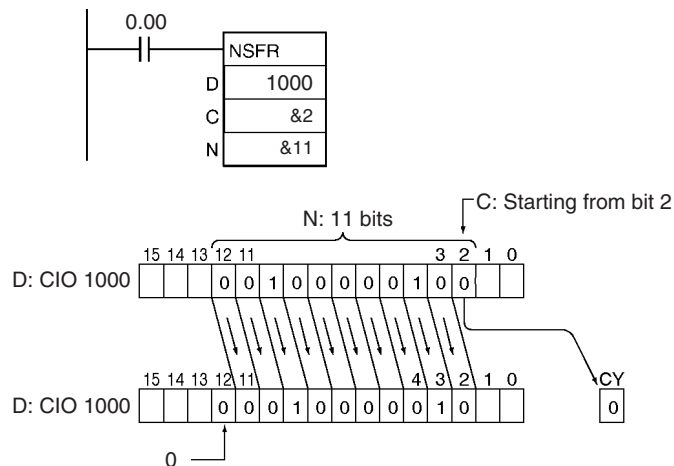 0.00
NSFR
D 1000
C &2
N &11
C: Starting from bit 2
N: 11 bits
15 14 13 12 11 3 2 1 0
D: CIO 1000 0 0 1 0 0 0 0 0 1 0 0
15 14 13 12 11 4 3 2 1 0 CY
D: CIO 1000 0 0 0 1 0 0 0 0 0 1 0 0
0